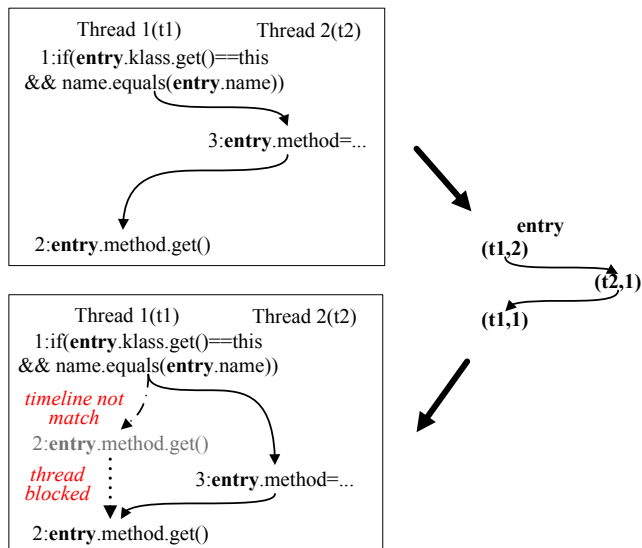 Thread 1(t1) Thread 2(t2)
1:if(entry.klass.get()==this
&& name.equals(entry.name))
3:entry.method=...
2:entry.method.get()
entry
(t1,2)
(t2,1)
(t1,1)
Thread 1(t1) Thread 2(t2)
1:if(entry.klass.get()==this
&& name.equals(entry.name))
timeline not
match
2:entry.method.get()
thread
blocked
3:entry.method=...
2:entry.method.get()